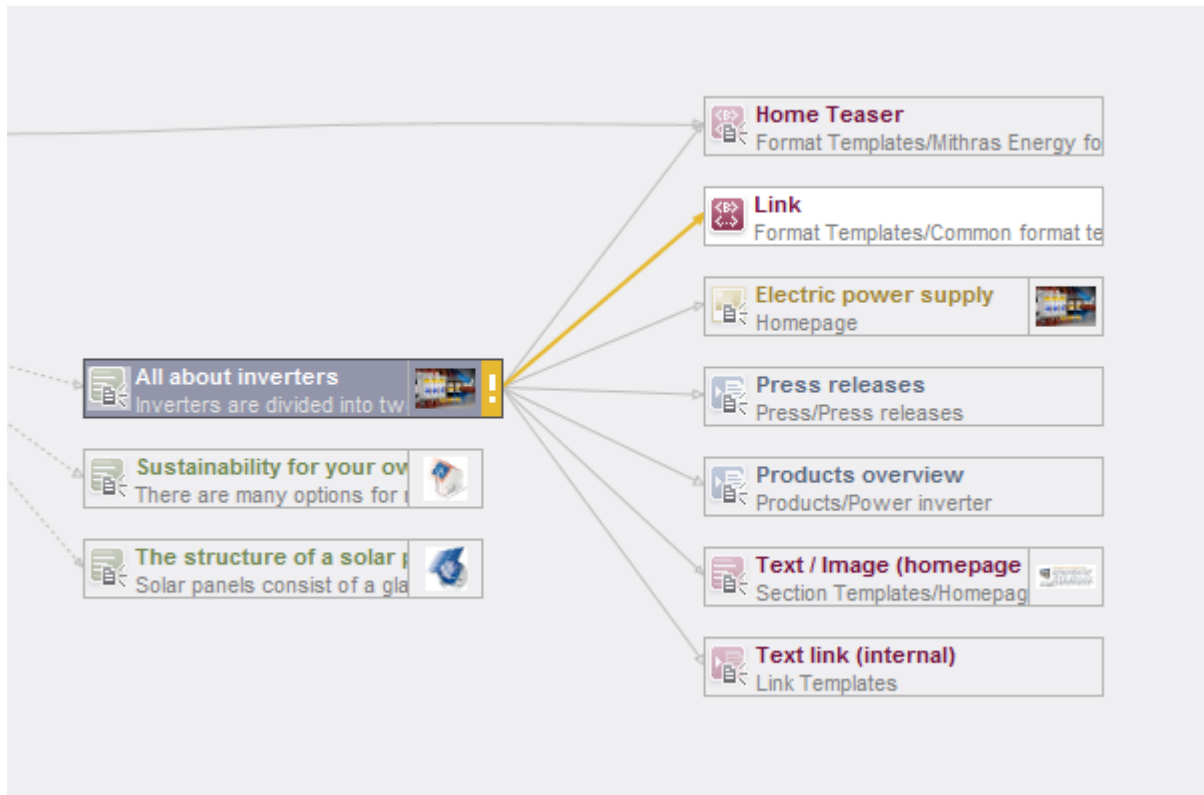 Home Teaser
Format Templates/Mithras Energy fo
Link
Format Templates/Common format te
Electric power supply
Homepage
All about inverters
Inverters are divided into tw
Press releases
Press/Press releases
Sustainability for your ow
There are many options for
Products overview
Products/Power inverter
The structure of a solar
Solar panels consist of a gla
Text / Image (homepage
Section Templates/Homepag
Text link (internal)
Link Templates